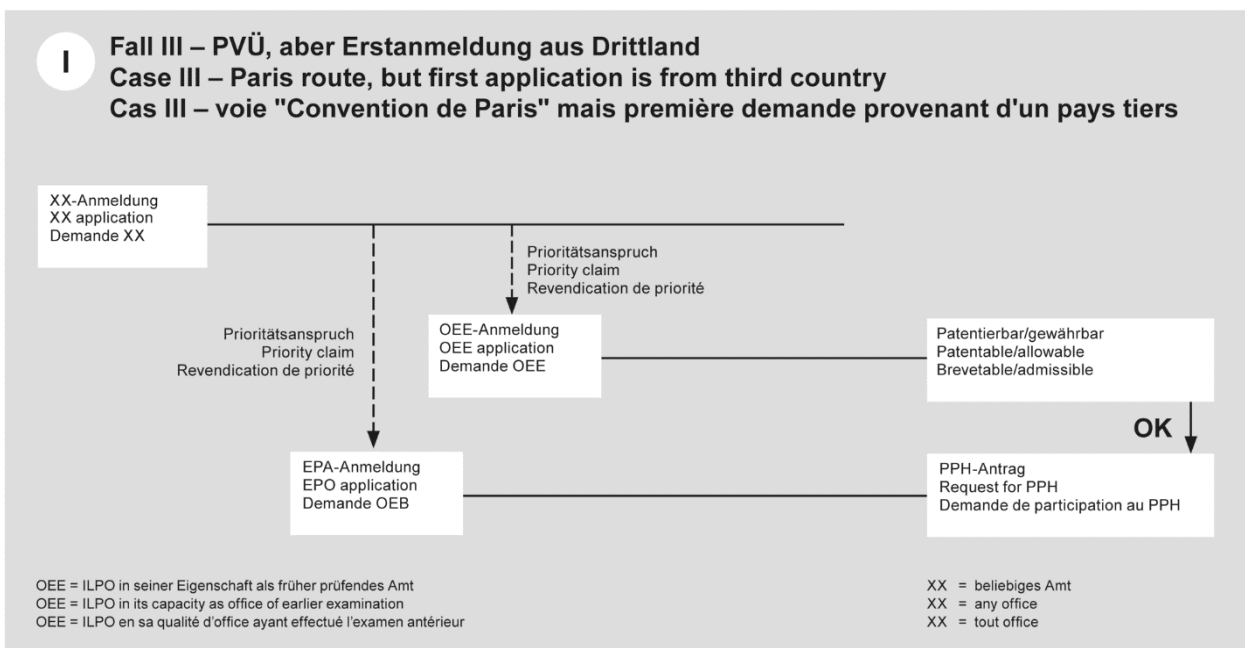 I
Fall III – PVÜ, aber Erstanmeldung aus Drittland
Case III – Paris route, but first application is from third country
Cas III – voie "Convention de Paris" mais première demande provenant d'un pays tiers
XX-Anmeldung
XX application
Demande XX
Prioritätsanspruch
Priority claim
Revendication de priorité
Prioritätsanspruch
Priority claim
Revendication de priorité
OEE-Anmeldung
OEE application
Demande OEE
Patentierbar/gewährbar
Patentable/allowable
Brevetable/admissible
OK
EPA-Anmeldung
EPO application
Demande OEB
PPH-Antrag
Request for PPH
Demande de participation au PPH
OEE = ILPO in seiner Eigenschaft als früher prüfendes Amt
OEE = ILPO in its capacity as office of earlier examination
OEE = ILPO en sa qualité d'office ayant effectué l'examen antérieur
XX = beliebiges Amt
XX = any office
XX = tout office